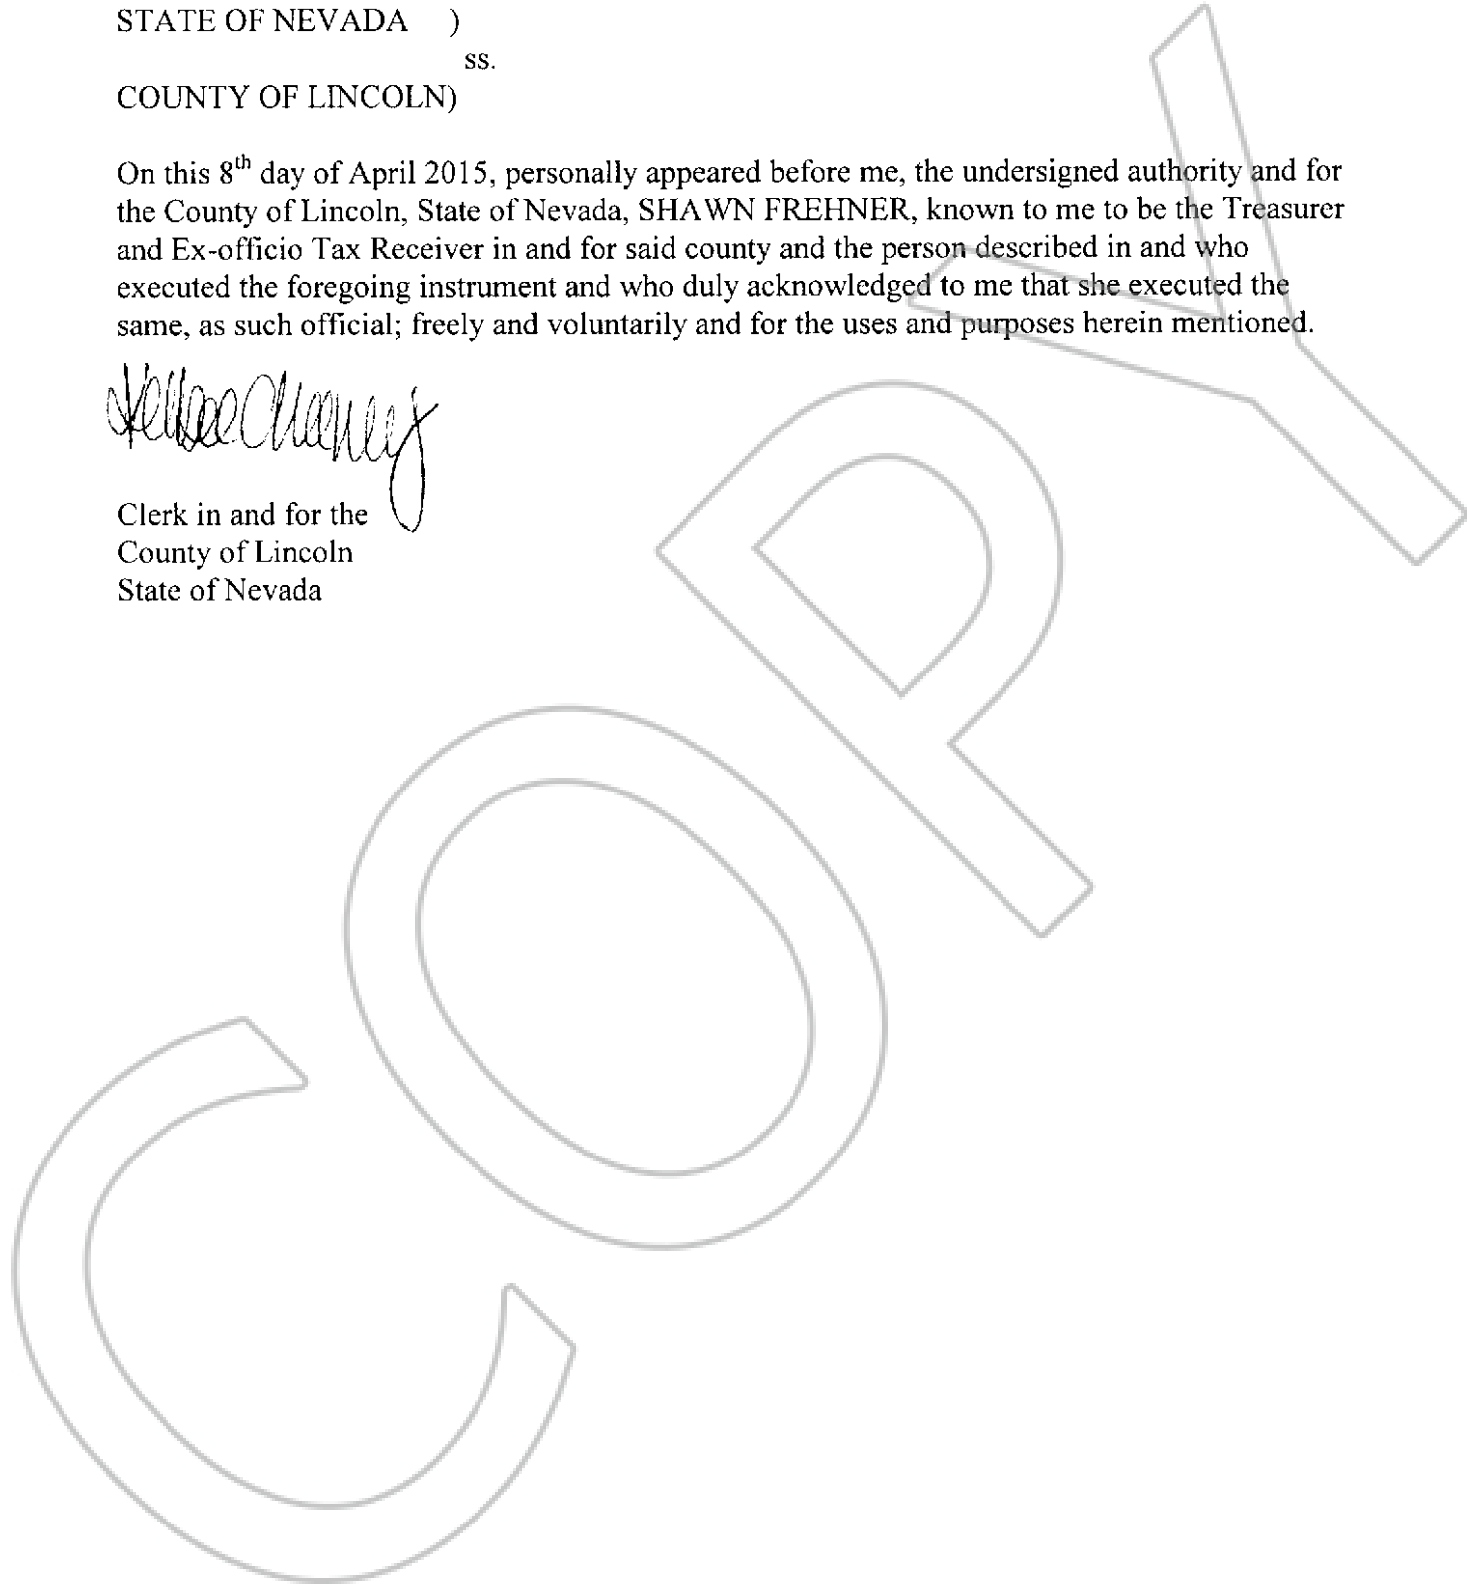 STATE OF NEVADA )
ss.
COUNTY OF LINCOLN)
On this 8th day of April 2015, personally appeared before me, the undersigned authority and for
the County of Lincoln, State of Nevada, SHAWN FREHNER, known to me to be the Treasurer
and Ex-officio Tax Receiver in and for said county and the person described in and who
executed the foregoing instrument and who duly acknowledged to me that she executed the
same, as such official; freely and voluntarily and for the uses and purposes herein mentioned.
Clerk in and for the
County of Lincoln
State of Nevada
COPY